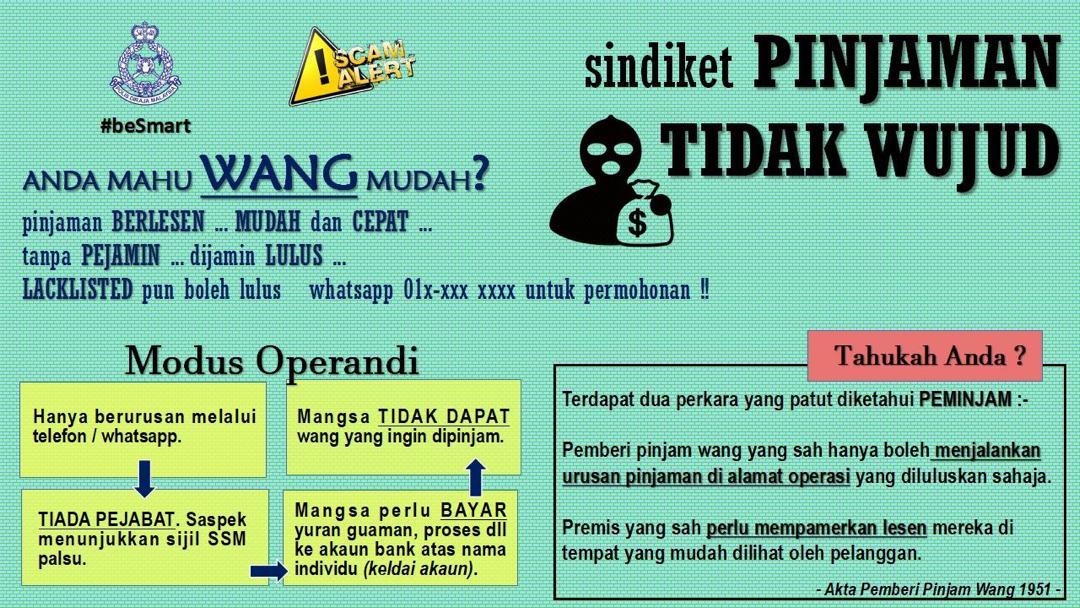 POLIS DIRAJA MALAYSIA
#beSmart
! SCAM
ALERT
sindiket PINJAMAN
TIDAK WUJUD
$
ANDA MAHU WANG MUDAH?
pinjaman BERLESEN ... MUDAH dan CEPAT ...
tanpa PEJAMIN ... dijamin LULUS ...
LACKLISTED pun boleh lulus whatsapp 01x-xxx xxxx untuk permohonan !!
Modus Operandi
Hanya berurusan melalui
telefon / whatsapp.
TIADA PEJABAT. Saspek
menunjukkan sijil SSM
palsu.
Mangsa perlu BAYAR
yuran guaman, proses dll
ke akaun bank atas nama
individu (keldai akaun).
Mangsa TIDAK DAPAT
wang yang ingin dipinjam.
Tahukah Anda ?
Terdapat dua perkara yang patut diketahui PEMINJAM :-
Pemberi pinjam wang yang sah hanya boleh menjalankan
urusan pinjaman di alamat operasi yang diluluskan sahaja.
Premis yang sah perlu mempamerkan lesen mereka di
tempat yang mudah dilihat oleh pelanggan.
- Akta Pemberi Pinjam Wang 1951 -